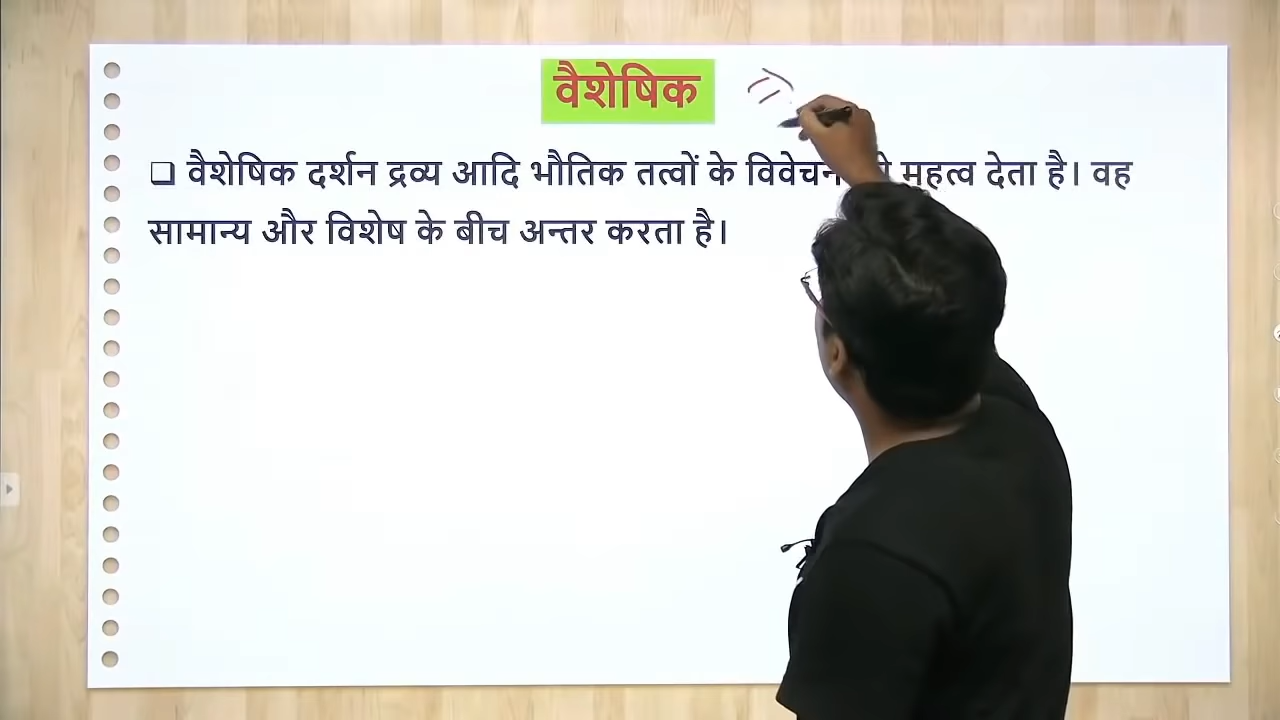 वैशेषिक
❑ वैशेषिक दर्शन द्रव्य आदि भौतिक तत्वों के विवेचन महत्व देता है। वह
सामान्य और विशेष के बीच अन्तर करता है।